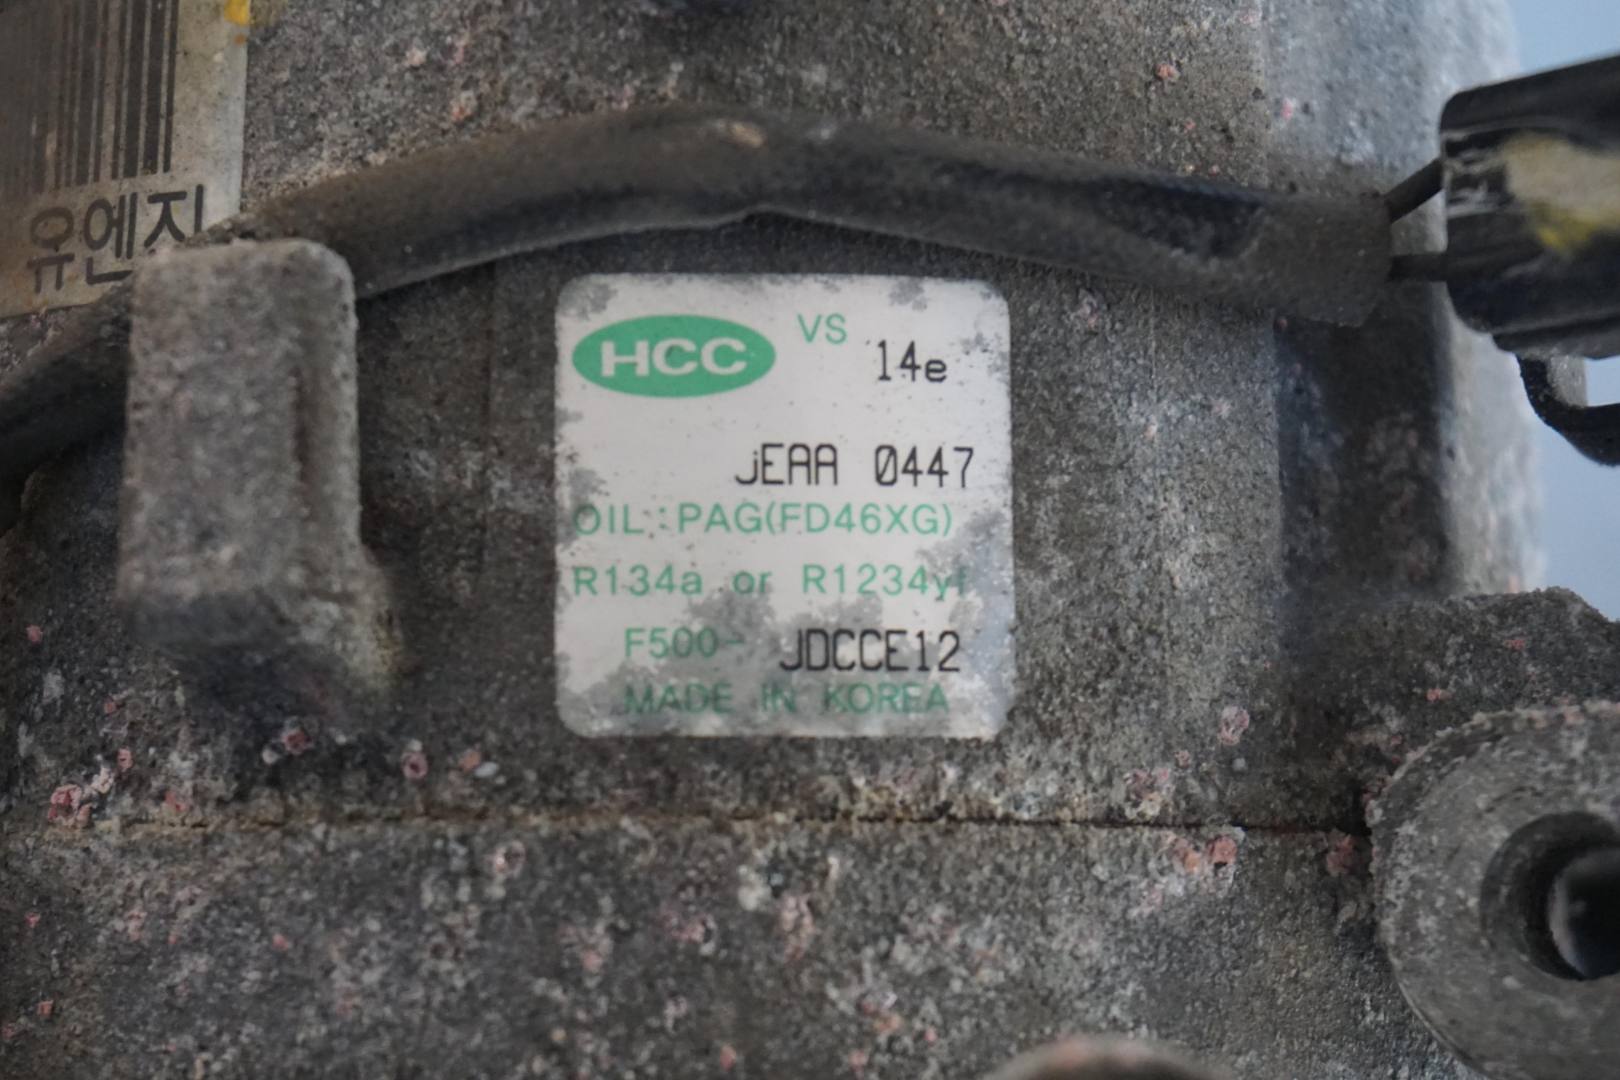 유엔지
HCC VS 14e
jEAA 0447
OIL:PAG(FD46XG)
R134a or R1234yf
F500- JDCCE12
MADE IN KOREA